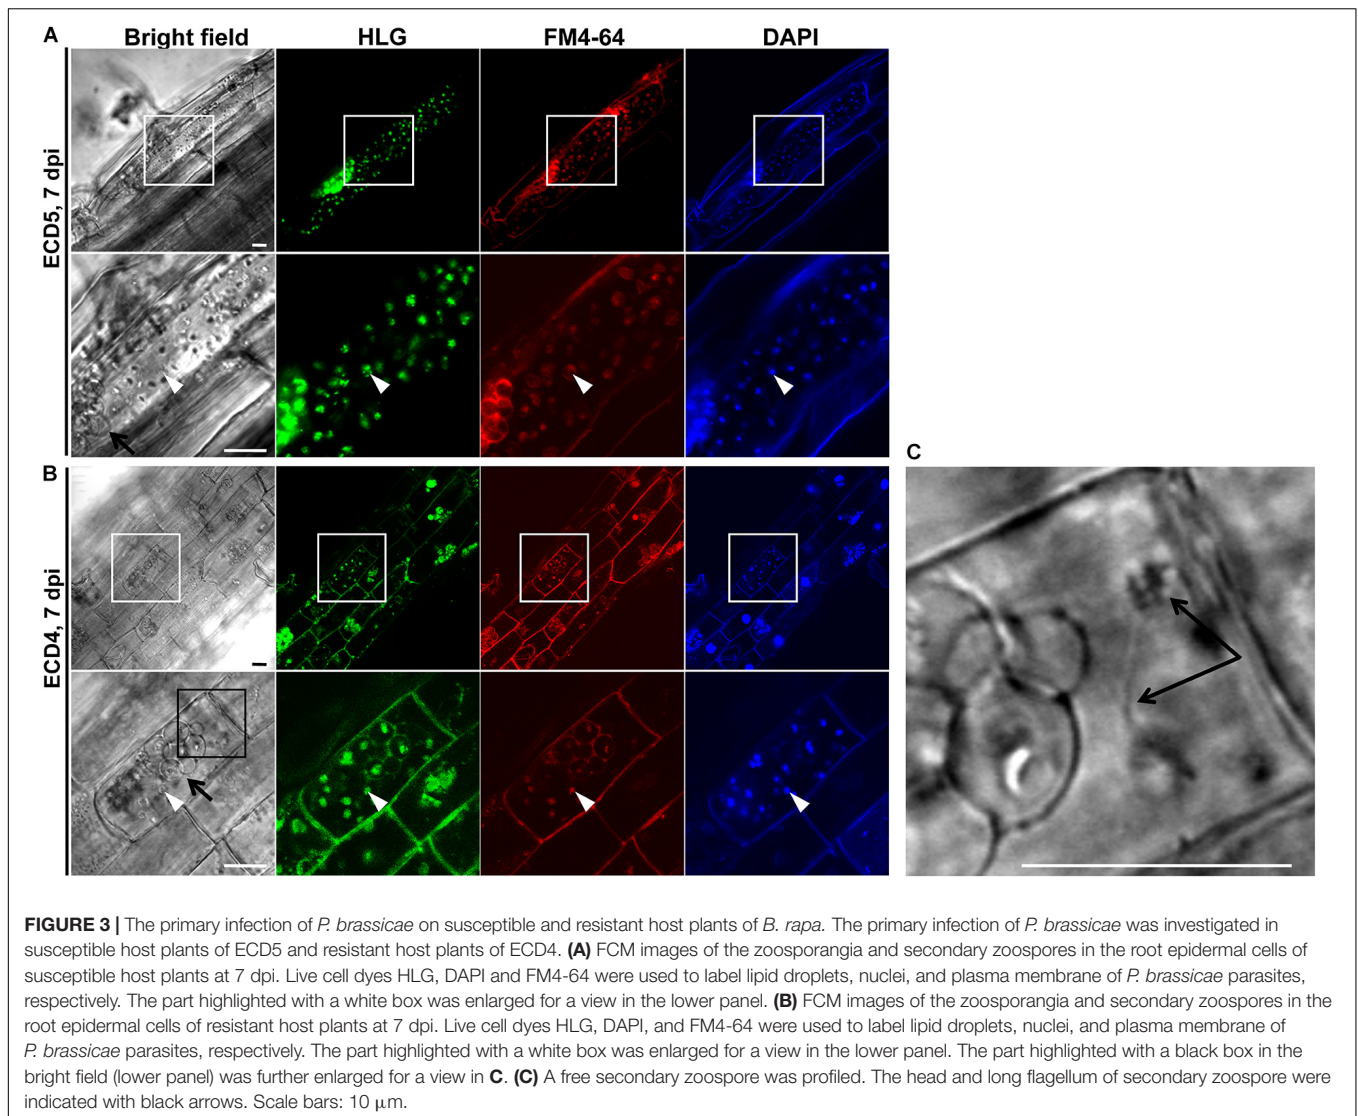 A
Bright field HLG FM4-64 DAPI
ECD5, 7 dpi
B
ECD4, 7 dpi
C
FIGURE 3 | The primary infection of P. brassicae on susceptible and resistant host plants of B. rapa. The primary infection of P. brassicae was investigated in
susceptible host plants of ECD5 and resistant host plants of ECD4. (A) FCM images of the zoosporangia and secondary zoospores in the root epidermal cells of
susceptible host plants at 7 dpi. Live cell dyes HLG, DAPI and FM4-64 were used to label lipid droplets, nuclei, and plasma membrane of P. brassicae parasites,
respectively. The part highlighted with a white box was enlarged for a view in the lower panel. (B) FCM images of the zoosporangia and secondary zoospores in the
root epidermal cells of resistant host plants at 7 dpi. Live cell dyes HLG, DAPI, and FM4-64 were used to label lipid droplets, nuclei, and plasma membrane of
P. brassicae parasites, respectively. The part highlighted with a white box was enlarged for a view in the lower panel. The part highlighted with a black box in the
bright field (lower panel) was further enlarged for a view in C. (C) A free secondary zoospore was profiled. The head and long flagellum of secondary zoospore were
indicated with black arrows. Scale bars: 10 μm.